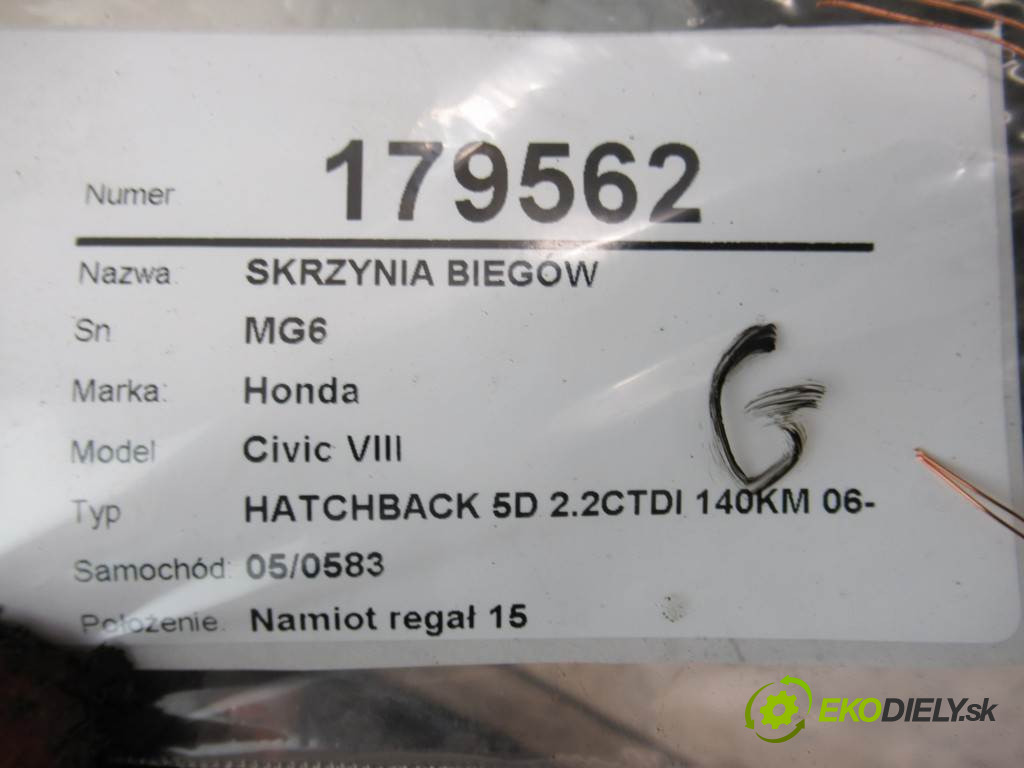 Numer 179562
Nazwa: SKRZYNIA BIEGOW
Sn MG6
Marka: Honda
Model Civic VIII
Typ HATCHBACK 5D 2.2CTDI 140KM 06-
Samochód: 05/0583
Położenie: Namiot regał 15
G
EKODIELY.sk